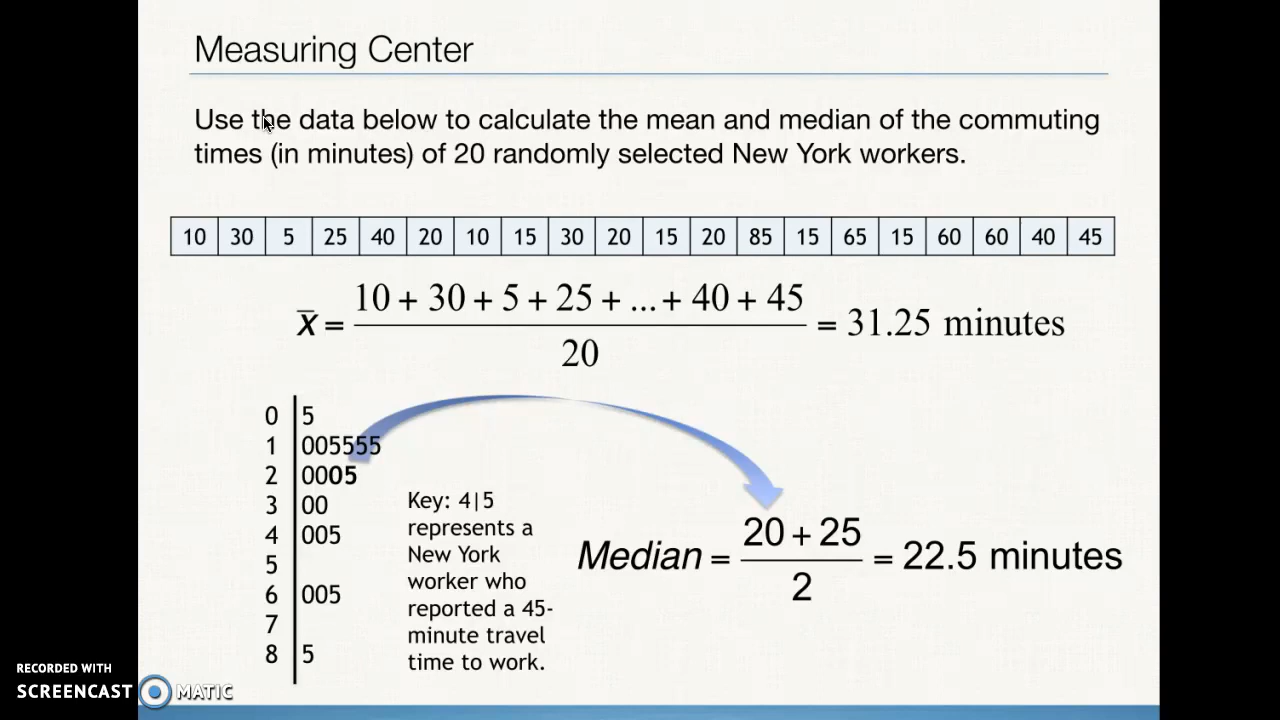 Measuring Center
Use the data below to calculate the mean and median of the commuting
times (in minutes) of 20 randomly selected New York workers.
10 30 5 25 40 20 10 15 30 20 15 20 85 15 65 15 60 60 40 45
10 + 30 + 5 + 25 + ... + 40 + 45
x̄ = = 31.25 minutes
20
0 5
1 005555
2 0005
3 00
4 005
5
6 005
7
8 5
Key: 4|5
represents a
New York
worker who
reported a 45-
minute travel
time to work.
20 + 25
Median = = 22.5 minutes
2
RECORDED WITH
SCREENCAST MATIC